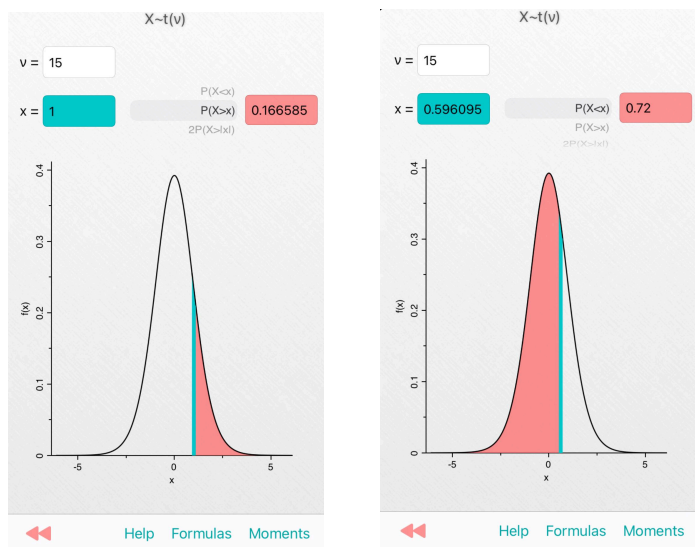 X~t(ν)
ν = 15
P(X<x)
x = 1 P(X>x) 0.166585
2P(X>|x|)
0.4
0.3
0.2
0.1
0
f(x)
-5 0 5
x
Help Formulas Moments
X~t(ν)
ν = 15
x = 0.596095 P(X<x) 0.72
P(X>x)
2P(X>|x|)
0.4
0.3
0.2
0.1
0
f(x)
-5 0 5
x
Help Formulas Moments